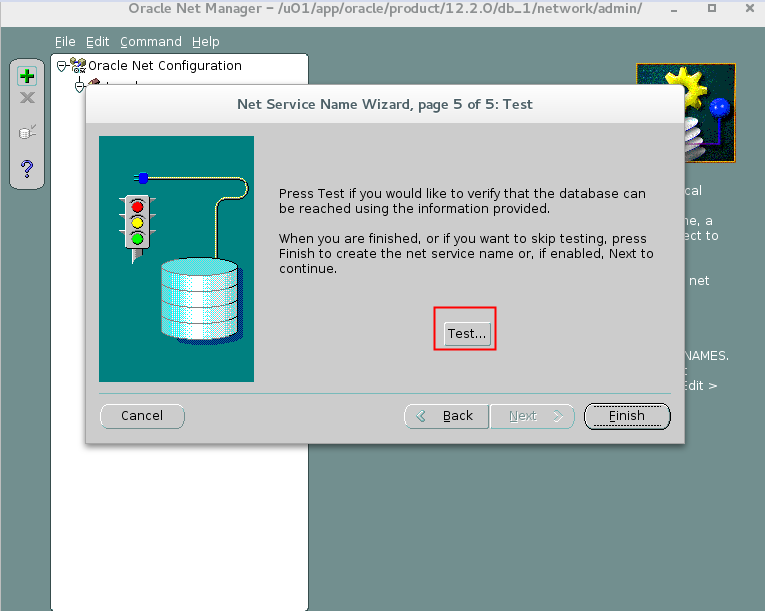 Oracle Net Manager - /u01/app/oracle/product/12.2.0/db_1/network/admin/
File Edit Command Help
Oracle Net Configuration
Net Service Name Wizard, page 5 of 5: Test
Press Test if you would like to verify that the database can
be reached using the information provided.
When you are finished, or if you want to skip testing, press
Finish to create the net service name or, if enabled, Next to
continue.
Test...
Cancel
Back
Next
Finish
cal
ne, a
ect to
net
NAMES.
Edit >